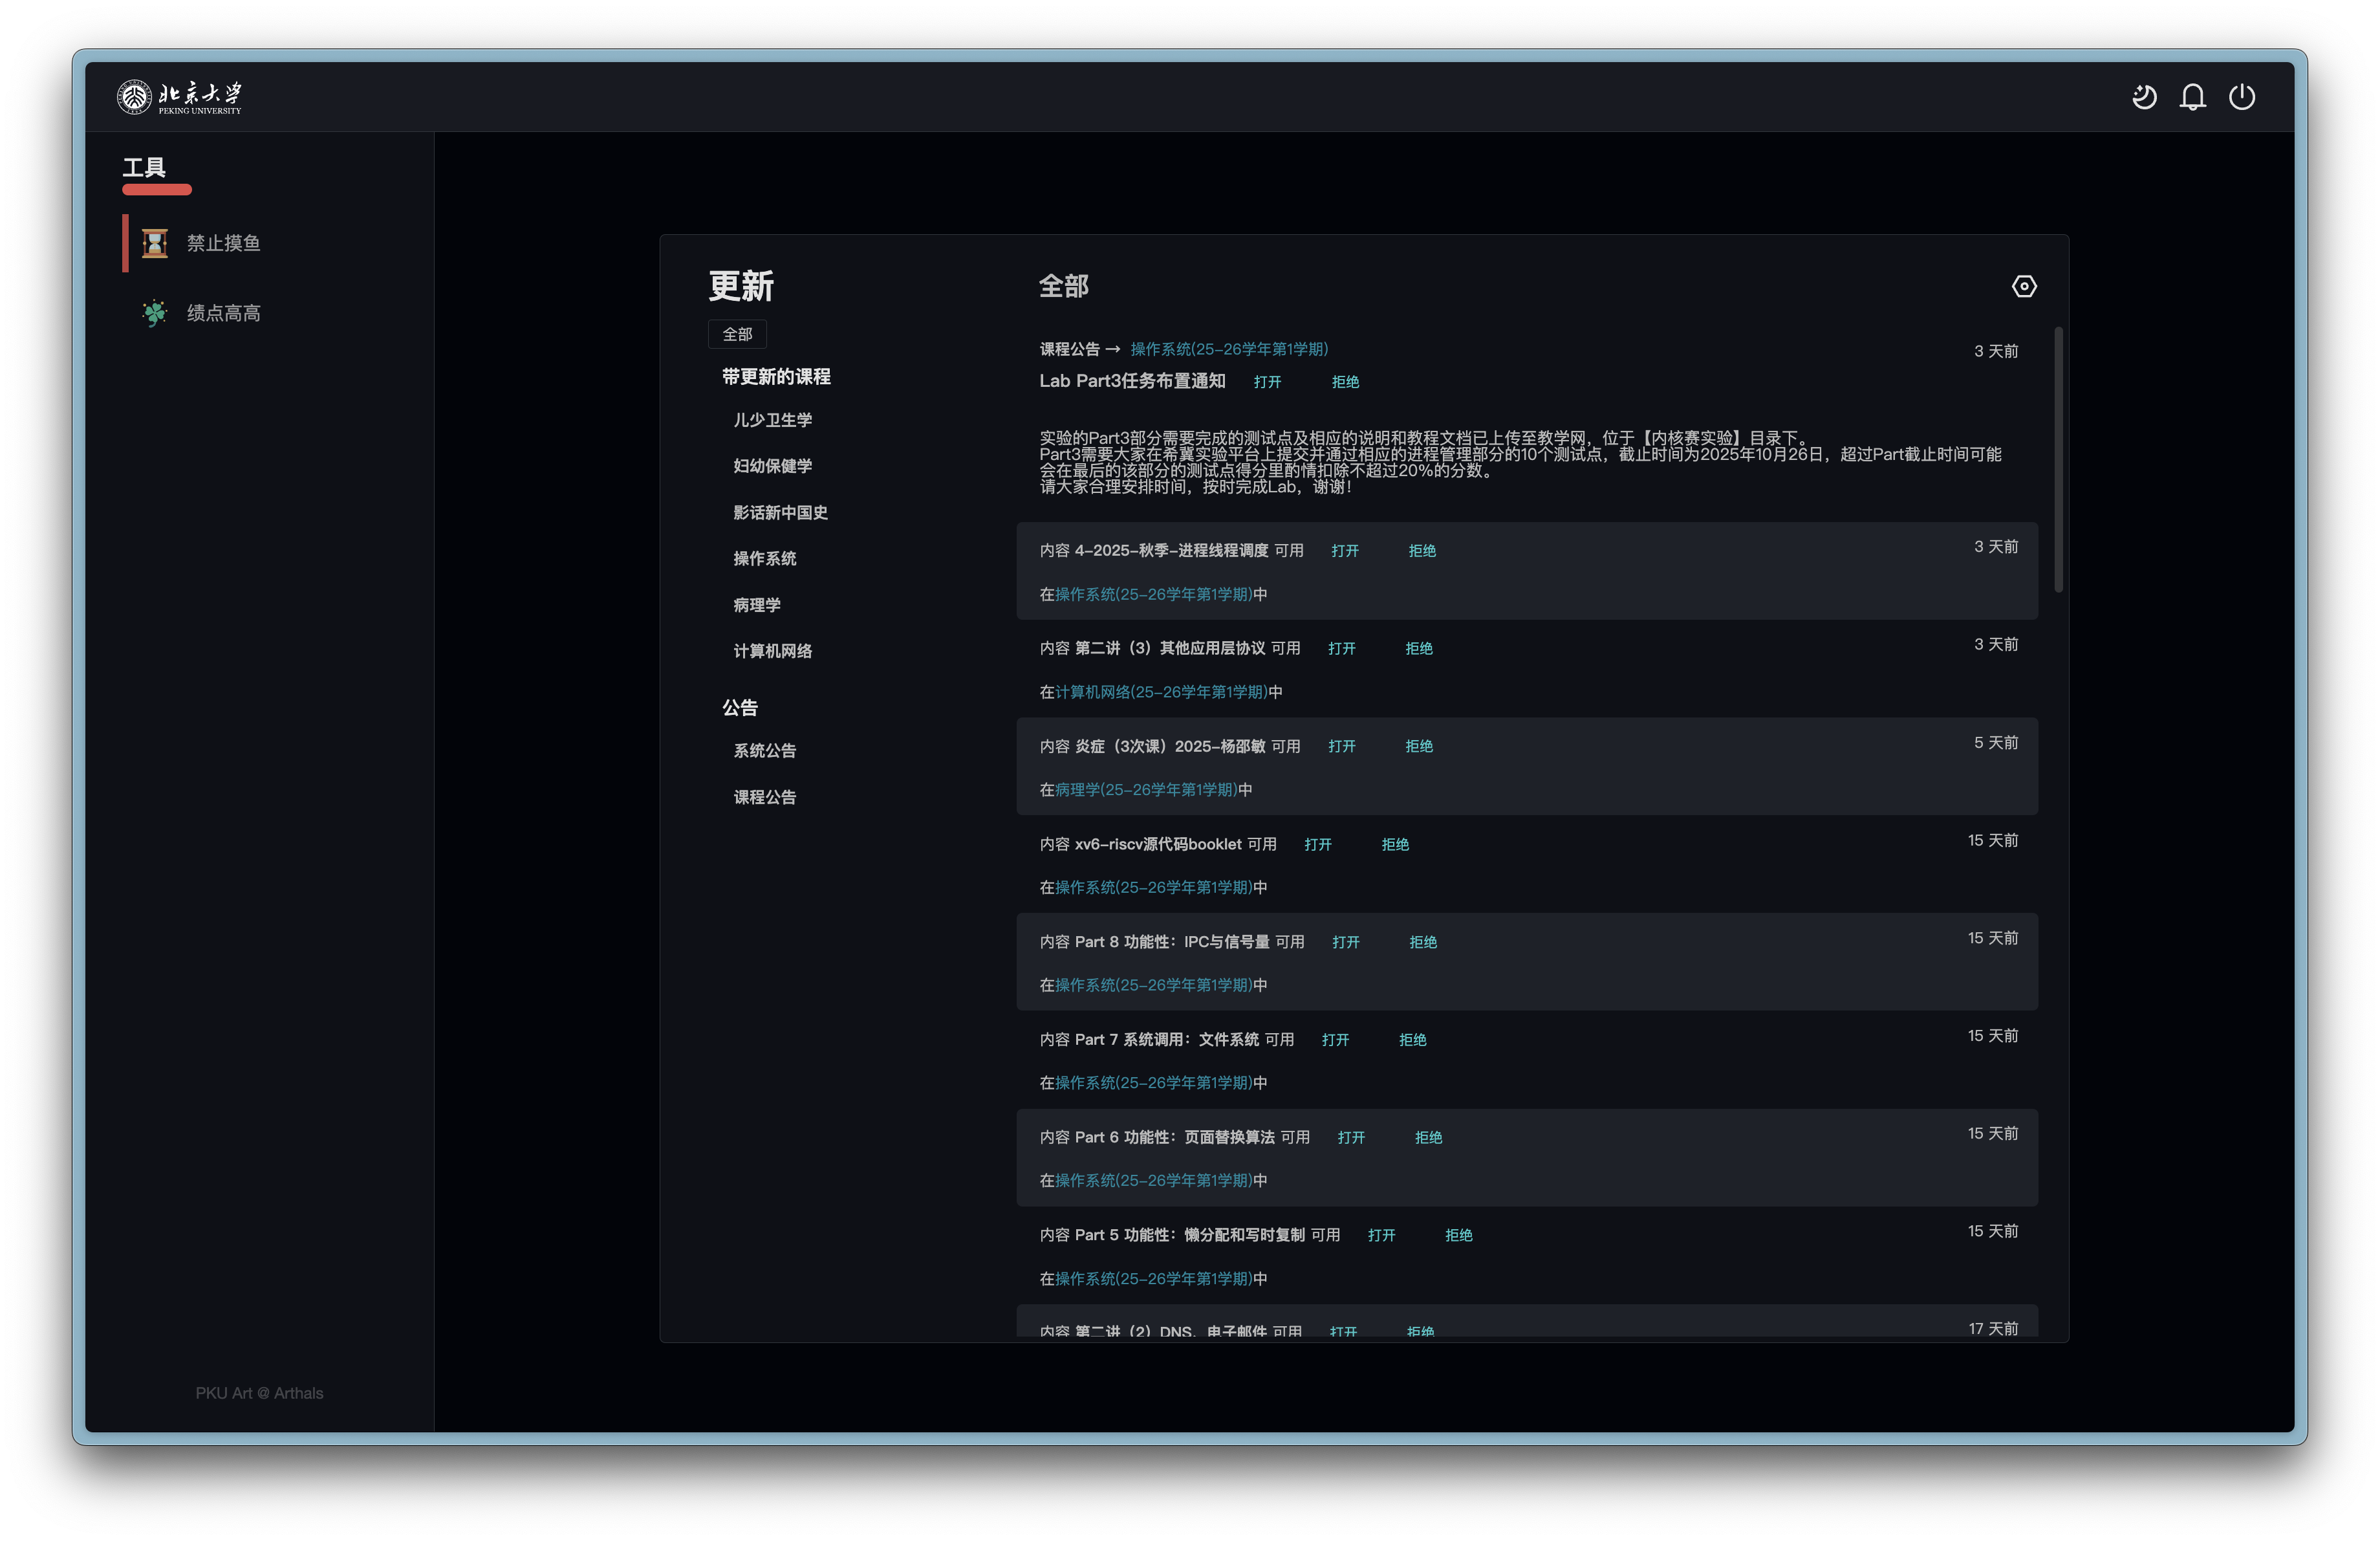 北京大学
PEKING UNIVERSITY
工具
禁止摸鱼
绩点高高
PKU Art @ Arthals
更新
全部
带更新的课程
儿少卫生学
妇幼保健学
影话新中国史
操作系统
病理学
计算机网络
公告
系统公告
课程公告
全部
课程公告 → 操作系统(25-26学年第1学期) 3 天前
Lab Part3任务布置通知 打开 拒绝
实验的Part3部分需要完成的测试点及相应的说明和教程文档已上传至教学网，位于【内核赛实验】目录下。
Part3需要大家在希冀实验平台上提交并通过相应的进程管理部分的10个测试点，截止时间为2025年10月26日，超过Part截止时间可能
会在最后的该部分的测试点得分里酌情扣除不超过20%的分数。
请大家合理安排时间，按时完成Lab，谢谢！
内容 4-2025-秋季-进程线程调度 可用 打开 拒绝 3 天前
在操作系统(25-26学年第1学期)中
内容 第二讲（3）其他应用层协议 可用 打开 拒绝 3 天前
在计算机网络(25-26学年第1学期)中
内容 炎症（3次课）2025-杨邵敏 可用 打开 拒绝 5 天前
在病理学(25-26学年第1学期)中
内容 xv6-riscv源代码booklet 可用 打开 拒绝 15 天前
在操作系统(25-26学年第1学期)中
内容 Part 8 功能性：IPC与信号量 可用 打开 拒绝 15 天前
在操作系统(25-26学年第1学期)中
内容 Part 7 系统调用：文件系统 可用 打开 拒绝 15 天前
在操作系统(25-26学年第1学期)中
内容 Part 6 功能性：页面替换算法 可用 打开 拒绝 15 天前
在操作系统(25-26学年第1学期)中
内容 Part 5 功能性：懒分配和写时复制 可用 打开 拒绝 15 天前
在操作系统(25-26学年第1学期)中
内容 第二讲（2）DNS、电子邮件 可用 打开 拒绝 17 天前